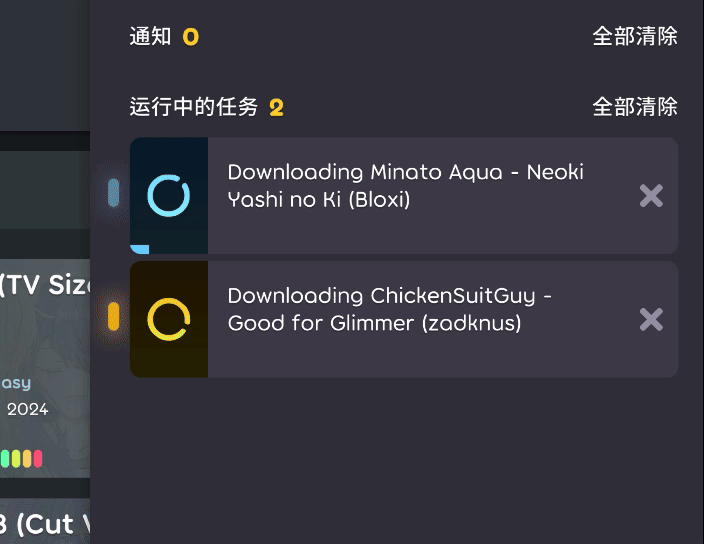 通知 0
全部清除
运行中的任务 2
全部清除
Downloading Minato Aqua - Neoki
Yashi no Ki (Bloxi)
Downloading ChickenSuitGuy -
Good for Glimmer (zadknus)
(TV Siz
asy
2024
3 (Cut V